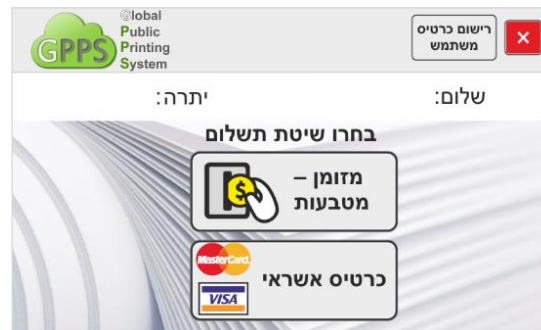 GPPS
Global
Public
Printing
System
רישום כרטיס
משתמש
×
שלום:
יתרה:
בחרו שיטת תשלום
מזומן –
מטבעות
$
כרטיס אשראי
MasterCard
VISA